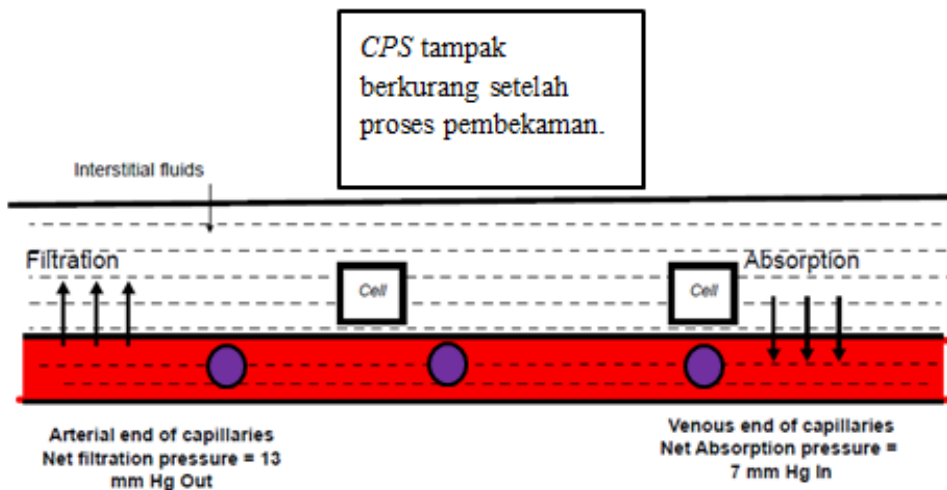 CPS tampak
berkurang setelah
proses pembekaman.
Interstitial fluids
Filtration
Absorption
Cell
Cell
Arterial end of capillaries
Net filtration pressure = 13
mm Hg Out
Venous end of capillaries
Net Absorption pressure =
7 mm Hg In